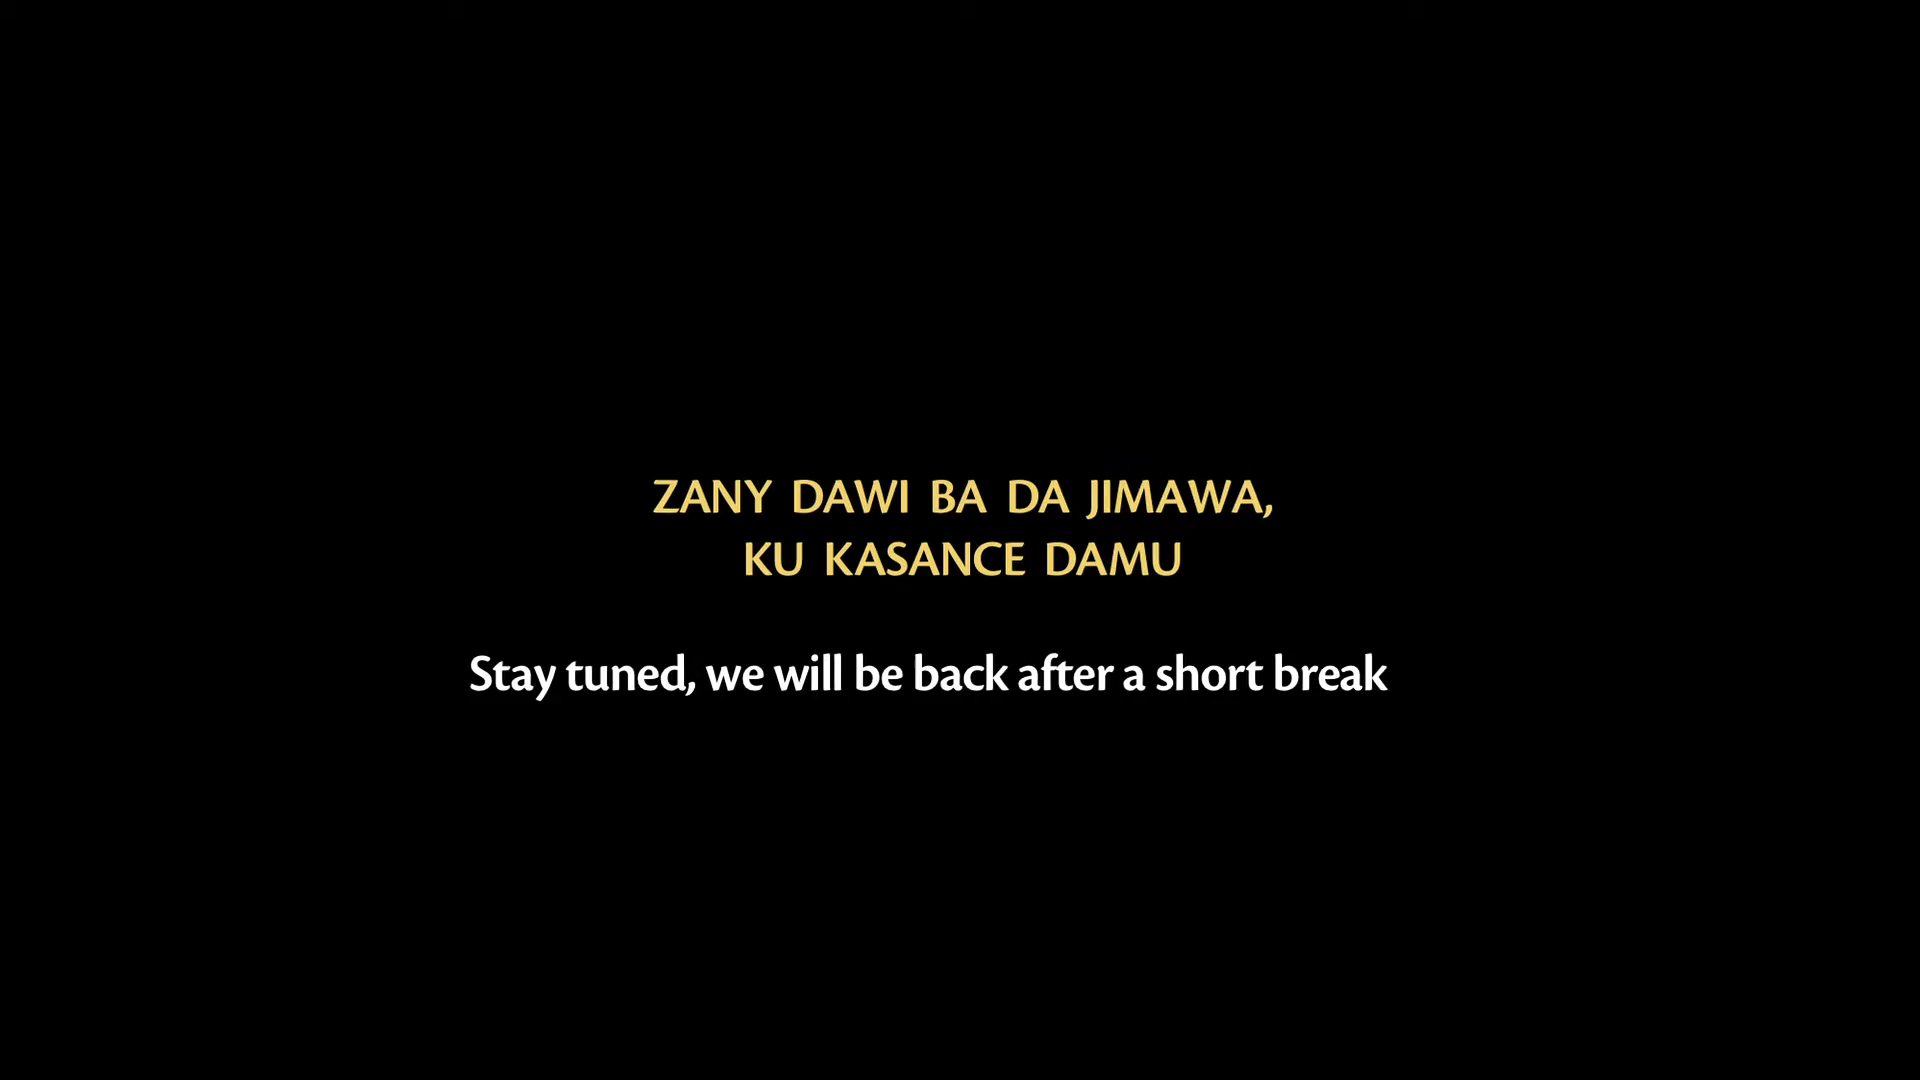 ZANY DAWI BA DA JIMAWA,
KU KASANCE DAMU
Stay tuned, we will be back after a short break